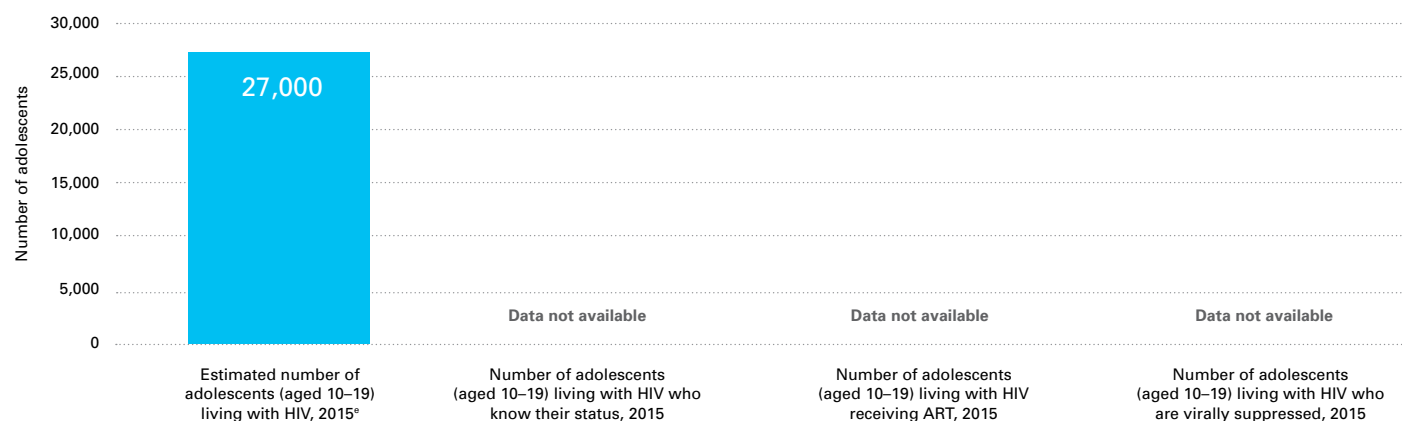 Number of adolescents
30,000
25,000
20,000
15,000
10,000
5,000
0
27,000
Data not available
Data not available
Data not available
Estimated number of
adolescents (aged 10–19)
living with HIV, 2015ᵉ
Number of adolescents
(aged 10–19) living with HIV who
know their status, 2015
Number of adolescents
(aged 10–19) living with HIV
receiving ART, 2015
Number of adolescents
(aged 10–19) living with HIV who
are virally suppressed, 2015